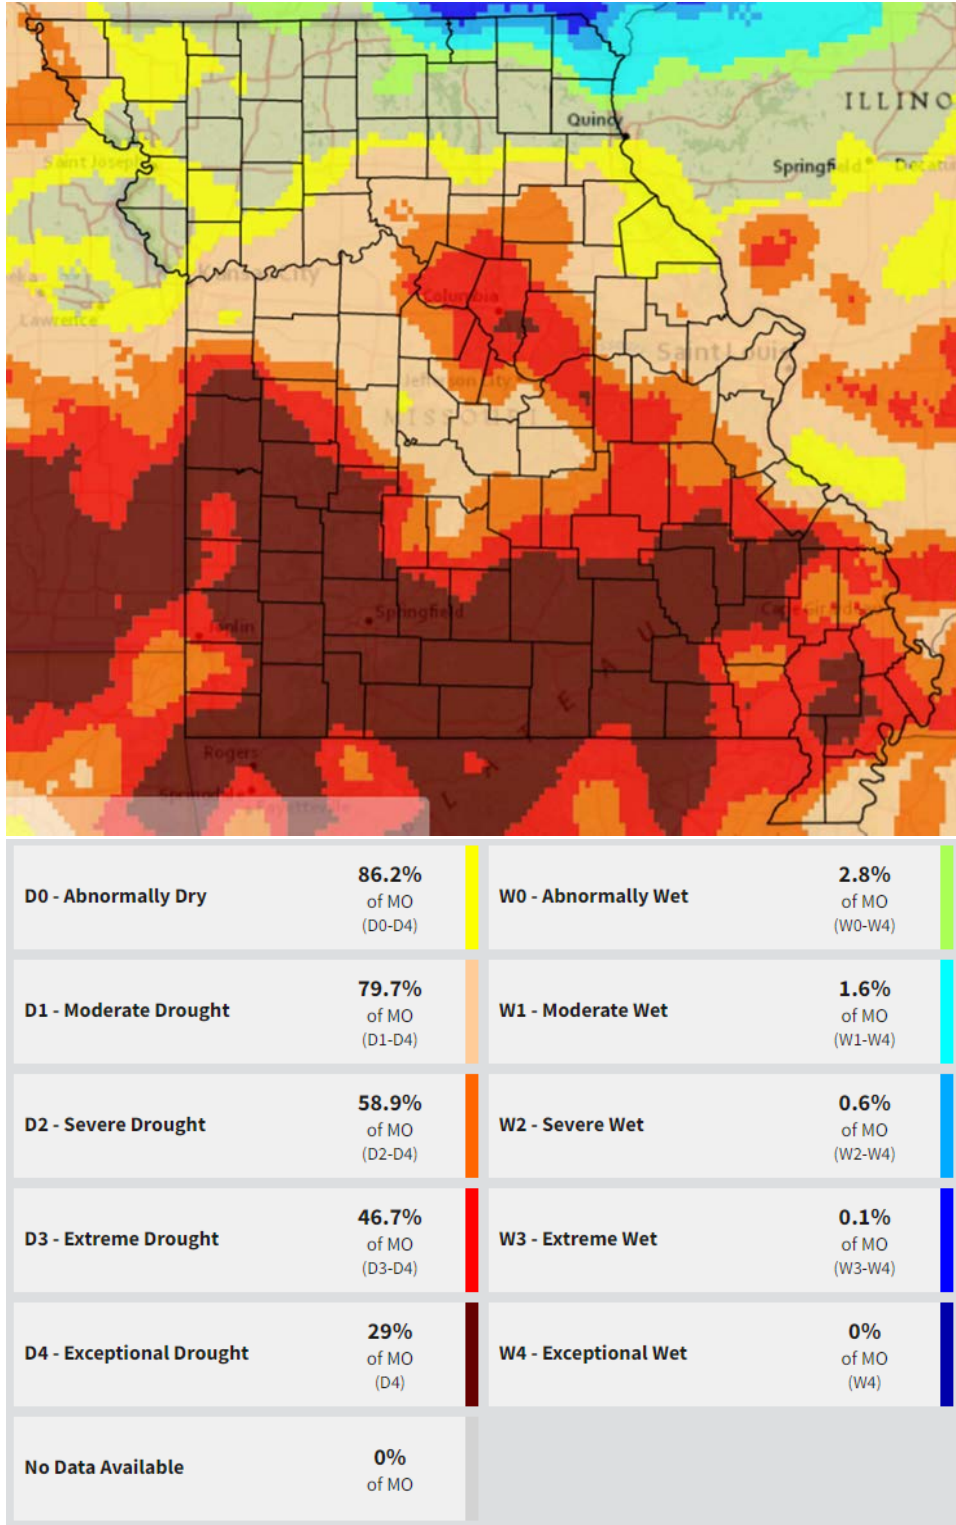 ILLINO
Quincy
Saint Joseph
Springfield
Decatu
Kansas City
eka
Lawrence
Columbia
Saint Louis
Jefferson City
MISSOURI
Springfield
Cape Girardeau
Joplin
U
A
E
T
A
L
Rogers
Springdale
Fayetteville
D0 - Abnormally Dry
86.2%
of MO
(D0-D4)
W0 - Abnormally Wet
2.8%
of MO
(W0-W4)
D1 - Moderate Drought
79.7%
of MO
(D1-D4)
W1 - Moderate Wet
1.6%
of MO
(W1-W4)
D2 - Severe Drought
58.9%
of MO
(D2-D4)
W2 - Severe Wet
0.6%
of MO
(W2-W4)
D3 - Extreme Drought
46.7%
of MO
(D3-D4)
W3 - Extreme Wet
0.1%
of MO
(W3-W4)
D4 - Exceptional Drought
29%
of MO
(D4)
W4 - Exceptional Wet
0%
of MO
(W4)
No Data Available
0%
of MO